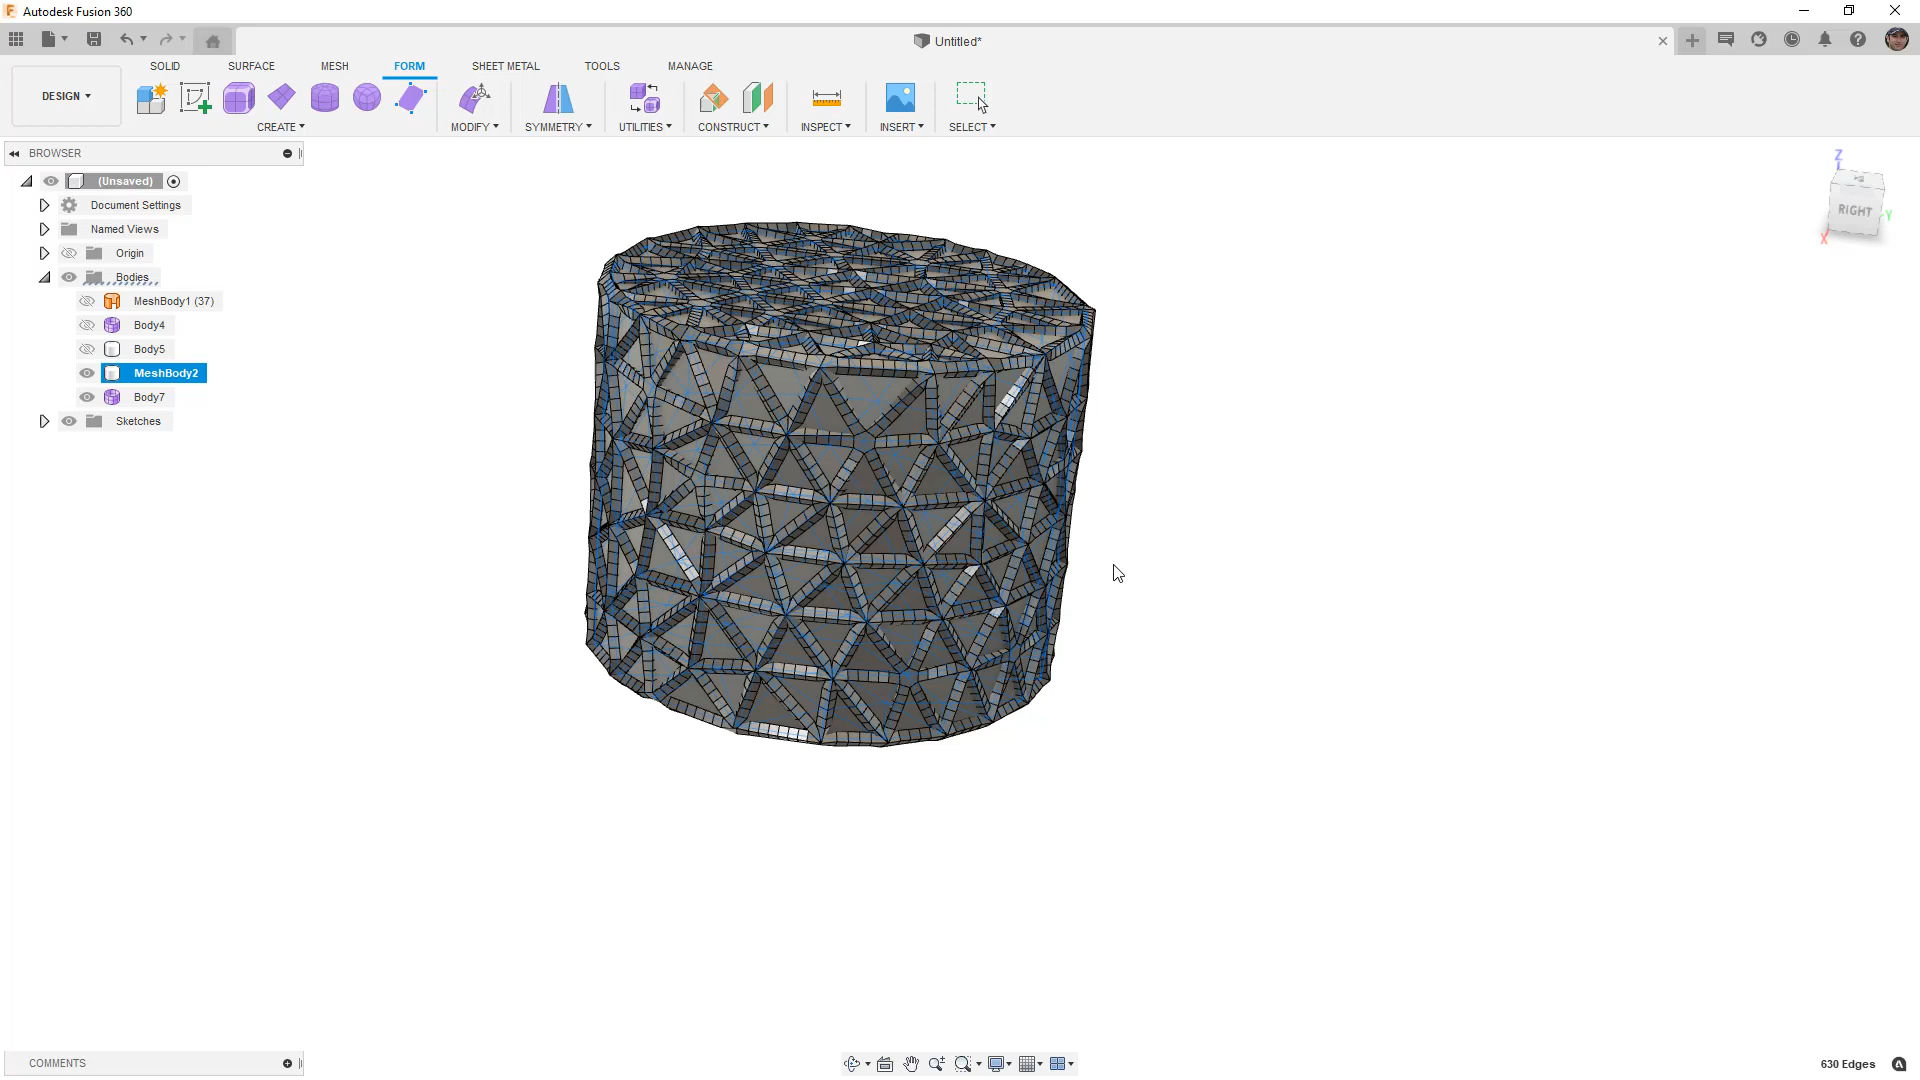 Autodesk Fusion 360
Untitled*
SOLID SURFACE MESH FORM SHEET METAL TOOLS MANAGE
DESIGN
CREATE MODIFY SYMMETRY UTILITIES CONSTRUCT INSPECT INSERT SELECT
BROWSER
(Unsaved)
Document Settings
Named Views
Origin
Bodies
MeshBody1 (37)
Body4
Body5
MeshBody2
Body7
Sketches
Z
RIGHT
Y
X
COMMENTS
630 Edges